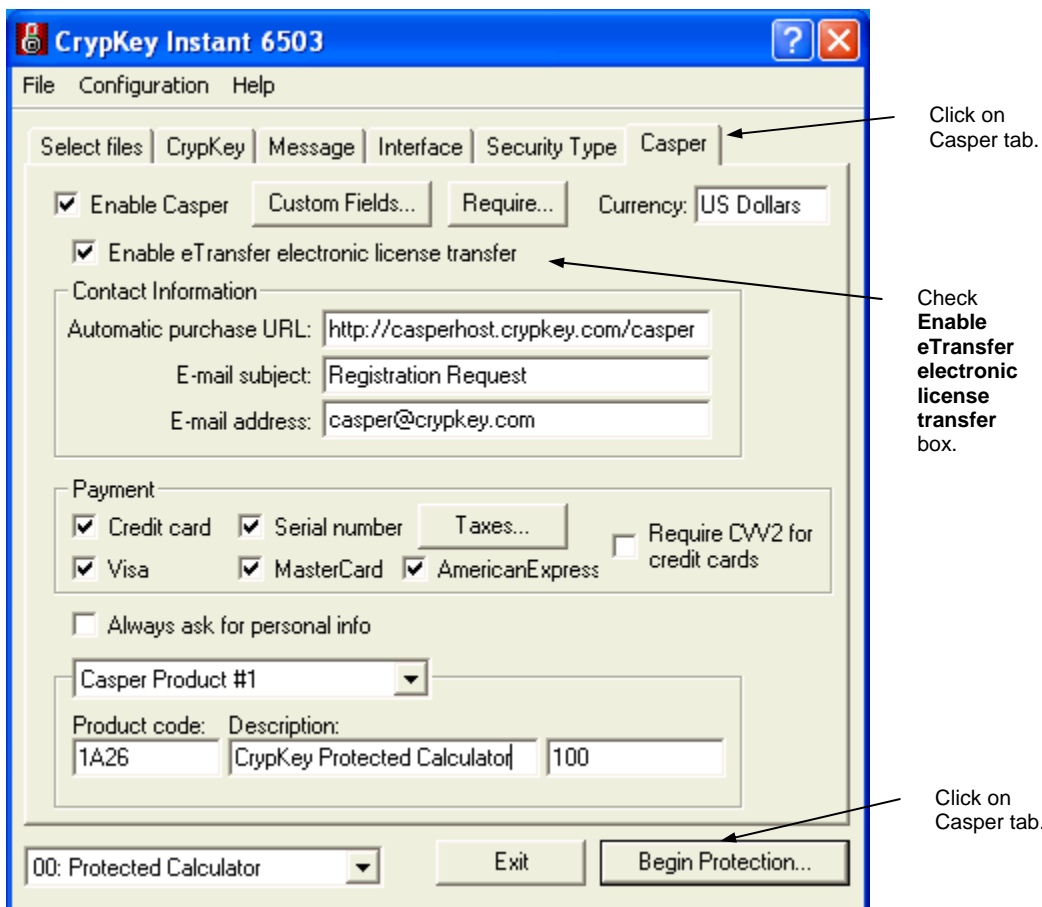 CrypKey Instant 6503
File Configuration Help
Select files CrypKey Message Interface Security Type Casper
Click on
Casper tab.
Enable Casper Custom Fields... Require... Currency: US Dollars
Enable eTransfer electronic license transfer
Contact Information
Automatic purchase URL: http://casperhost.crypkey.com/casper
E-mail subject: Registration Request
E-mail address: casper@crypkey.com
Check
Enable
eTransfer
electronic
license
transfer
box.
Payment
Credit card Serial number Taxes... Require CVV2 for
credit cards
Visa MasterCard AmericanExpress
Always ask for personal info
Casper Product #1
Product code: Description:
1A26 CrypKey Protected Calculator 100
Click on
Casper tab.
00: Protected Calculator Exit Begin Protection...